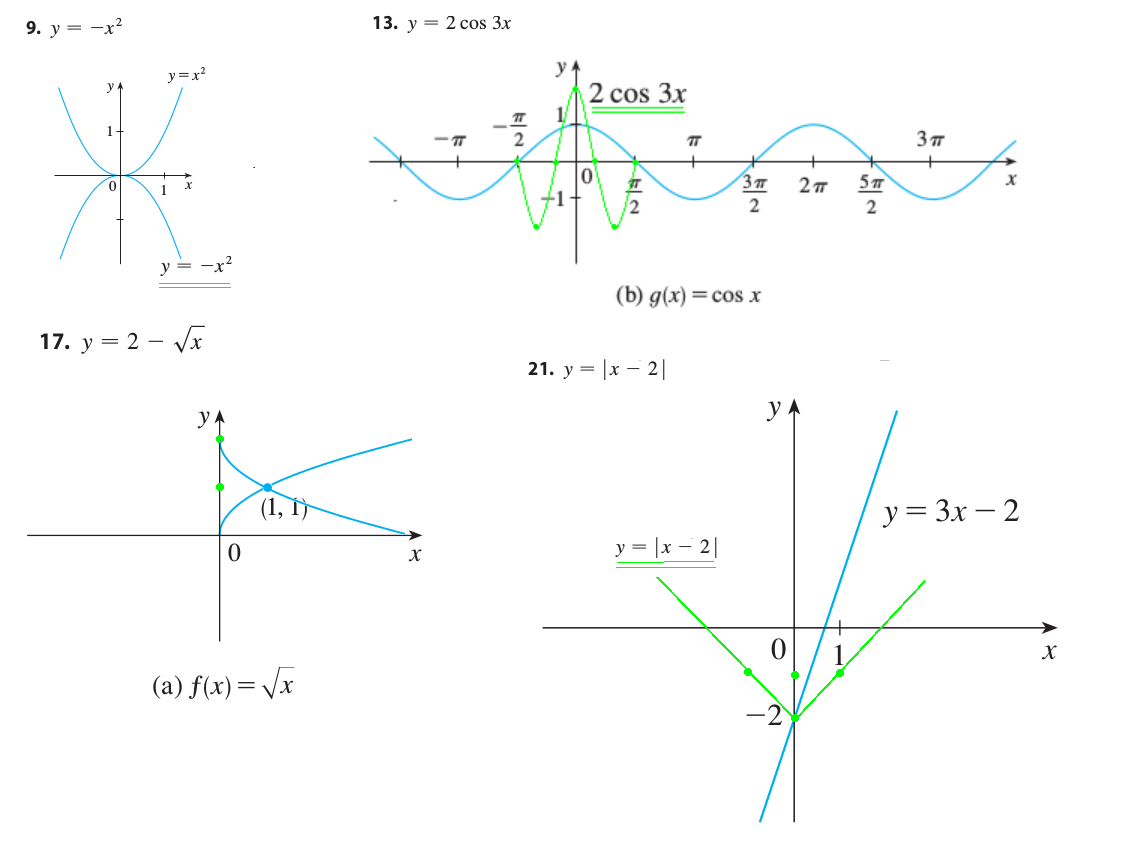 9. y = −x²
y = x²
y
1
0
1
x
y = −x²
13. y = 2 cos 3x
y
2 cos 3x
1
−π
−π/2
π
3π
0
−1
π/2
3π/2
2π
5π/2
x
(b) g(x) = cos x
17. y = 2 − √x
y
(1, 1)
0
x
(a) f(x) = √x
21. y = |x − 2|
y
y = 3x − 2
y = |x − 2|
0
1
x
−2